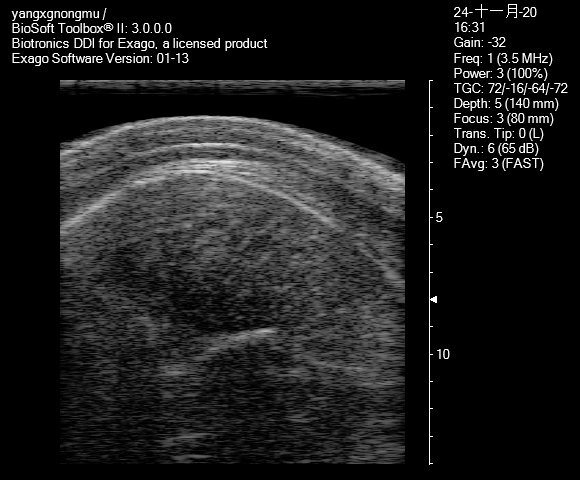 yangxgnongmu /
BioSoft Toolbox® II: 3.0.0.0
Biotronics DDI for Exago, a licensed product
Exago Software Version: 01-13
24-十一月-20
16:31
Gain: -32
Freq: 1 (3.5 MHz)
Power: 3 (100%)
TGC: 72/-16/-64/-72
Depth: 5 (140 mm)
Focus: 3 (80 mm)
Trans. Tip: 0 (L)
Dyn.: 6 (65 dB)
FAvg: 3 (FAST)
5
10